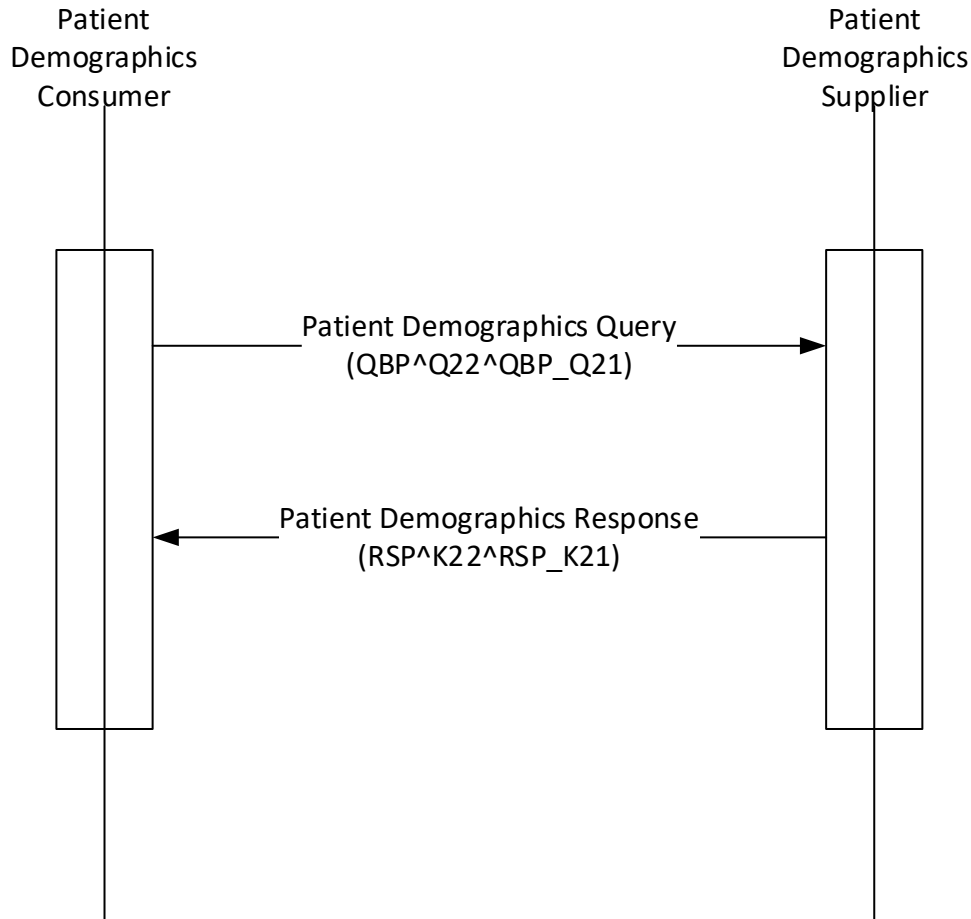 Patient
Demographics
Consumer
Patient
Demographics
Supplier
Patient Demographics Query
(QBP^Q22^QBP_Q21)
Patient Demographics Response
(RSP^K22^RSP_K21)